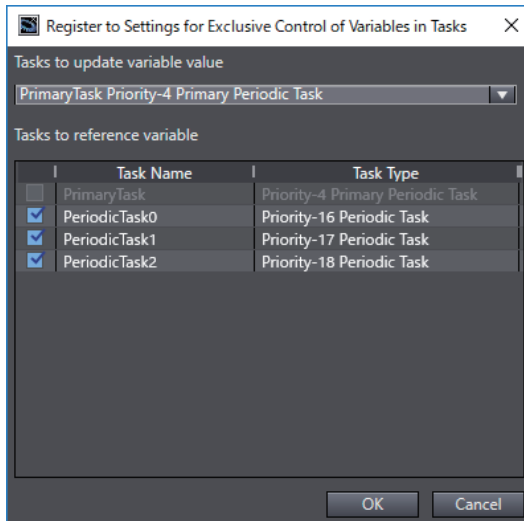 Register to Settings for Exclusive Control of Variables in Tasks
Tasks to update variable value
PrimaryTask Priority-4 Primary Periodic Task
Tasks to reference variable
Task Name Task Type
PrimaryTask Priority-4 Primary Periodic Task
PeriodicTask0 Priority-16 Periodic Task
PeriodicTask1 Priority-17 Periodic Task
PeriodicTask2 Priority-18 Periodic Task
OK Cancel